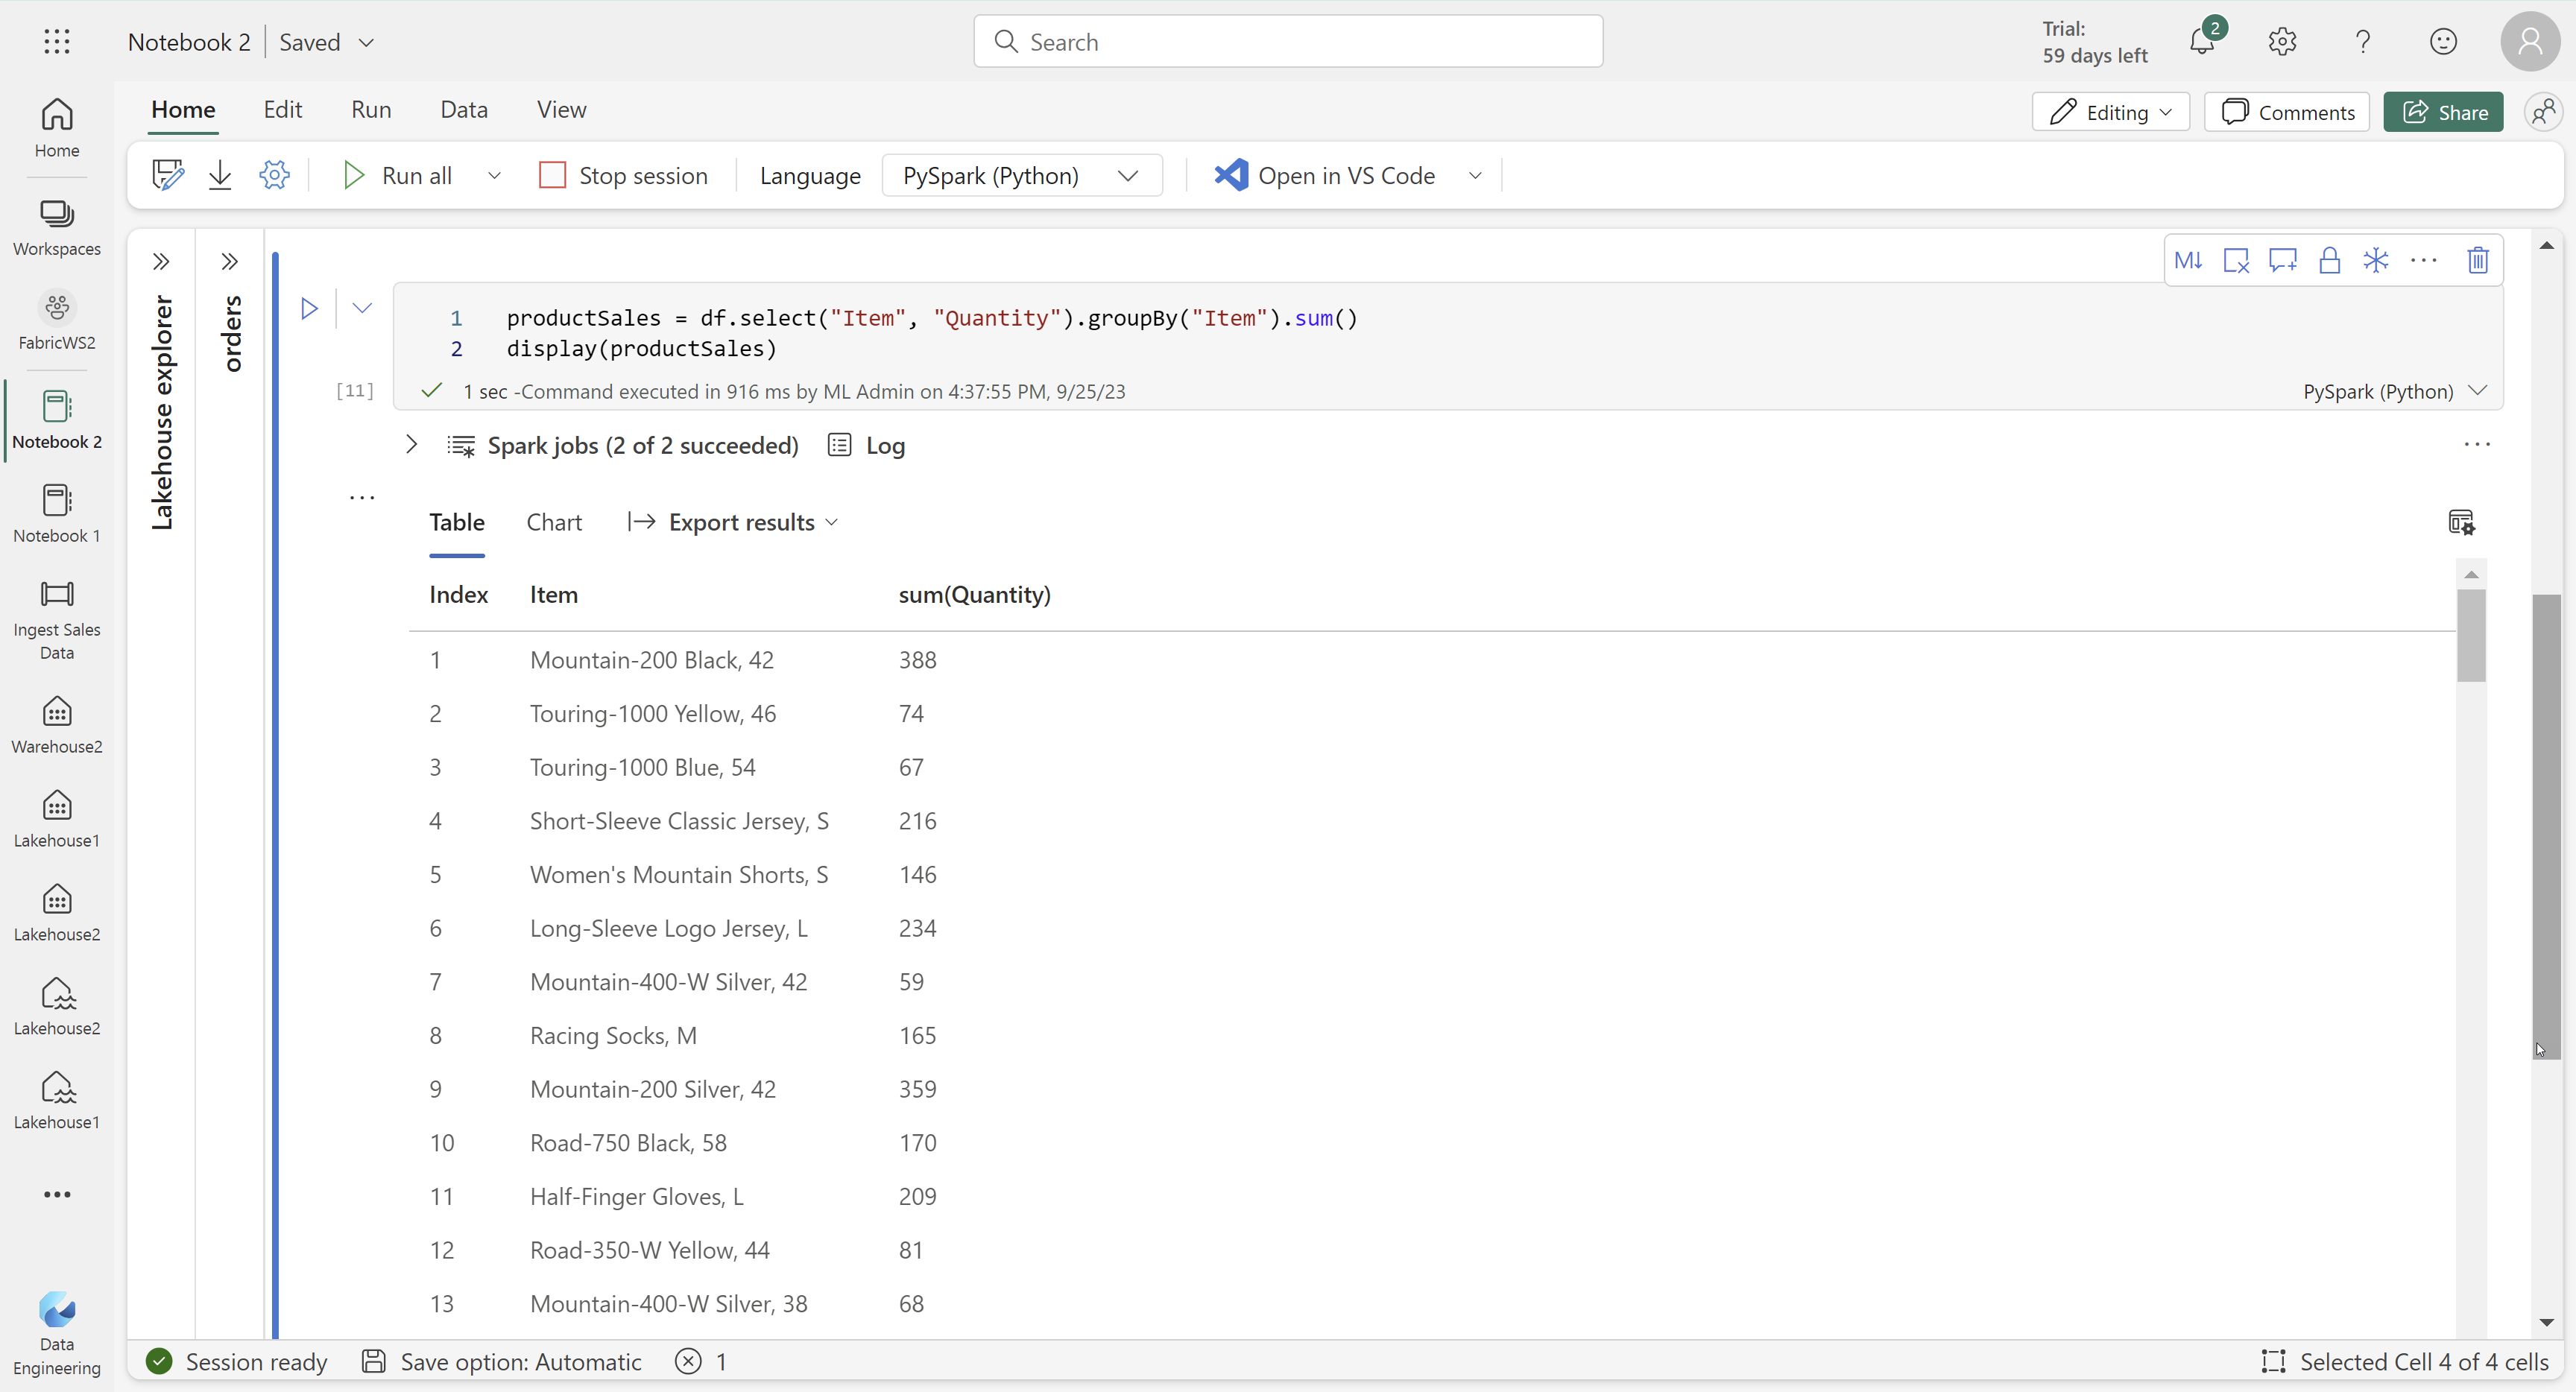 Notebook 2 Saved
Search
Trial:
59 days left
2
Home Edit Run Data View
Editing Comments Share
Run all Stop session Language PySpark (Python) Open in VS Code
Home
Workspaces
FabricWS2
Notebook 2
Notebook 1
Ingest Sales
Data
Warehouse2
Lakehouse1
Lakehouse2
Lakehouse2
Lakehouse1
Data
Engineering
Lakehouse explorer
orders
M↓
1 productSales = df.select("Item", "Quantity").groupBy("Item").sum()
2 display(productSales)
[11] 1 sec -Command executed in 916 ms by ML Admin on 4:37:55 PM, 9/25/23 PySpark (Python)
Spark jobs (2 of 2 succeeded) Log
Table Chart Export results
Index Item sum(Quantity)
1 Mountain-200 Black, 42 388
2 Touring-1000 Yellow, 46 74
3 Touring-1000 Blue, 54 67
4 Short-Sleeve Classic Jersey, S 216
5 Women's Mountain Shorts, S 146
6 Long-Sleeve Logo Jersey, L 234
7 Mountain-400-W Silver, 42 59
8 Racing Socks, M 165
9 Mountain-200 Silver, 42 359
10 Road-750 Black, 58 170
11 Half-Finger Gloves, L 209
12 Road-350-W Yellow, 44 81
13 Mountain-400-W Silver, 38 68
Session ready Save option: Automatic 1 Selected Cell 4 of 4 cells